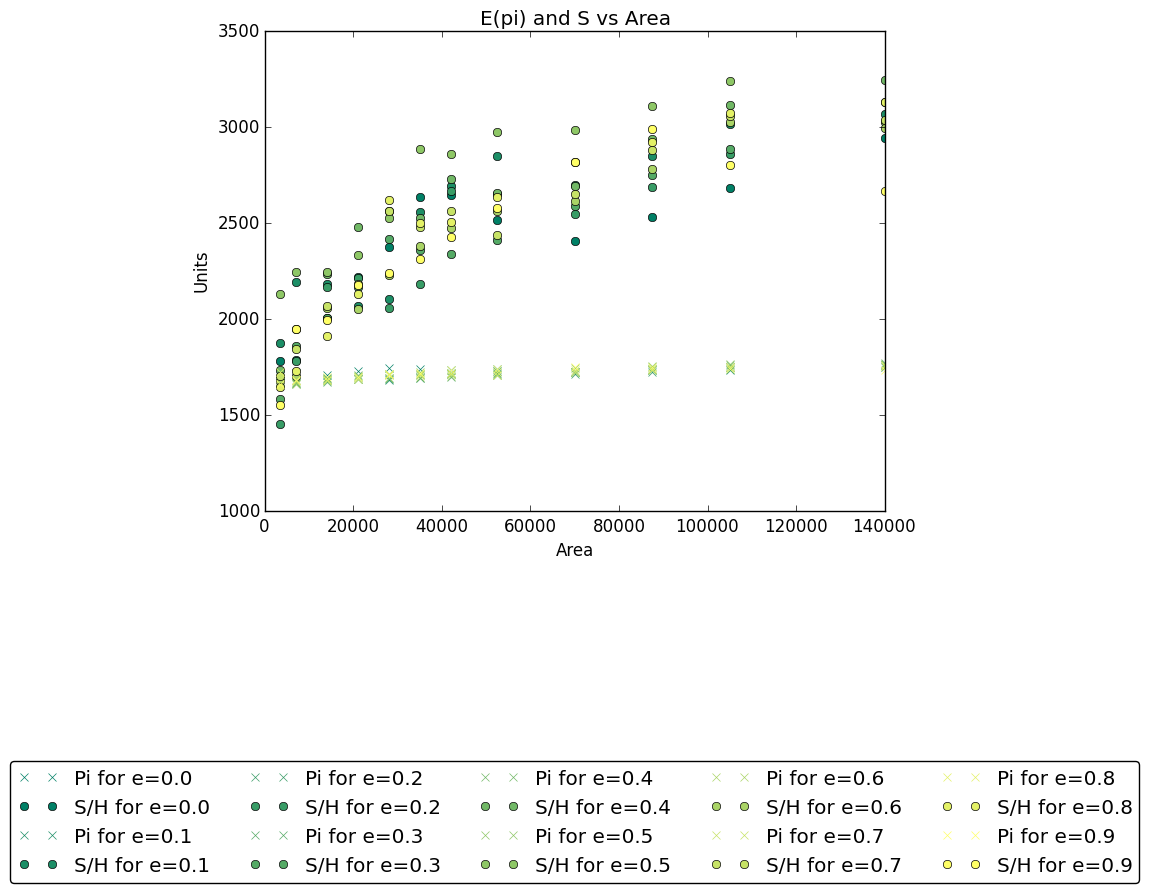 E(pi) and S vs Area
3500
3000
2500
2000
1500
1000
Units
0 20000 40000 60000 80000 100000 120000 140000
Area
Pi for e=0.0 Pi for e=0.2 Pi for e=0.4 Pi for e=0.6 Pi for e=0.8
S/H for e=0.0 S/H for e=0.2 S/H for e=0.4 S/H for e=0.6 S/H for e=0.8
Pi for e=0.1 Pi for e=0.3 Pi for e=0.5 Pi for e=0.7 Pi for e=0.9
S/H for e=0.1 S/H for e=0.3 S/H for e=0.5 S/H for e=0.7 S/H for e=0.9